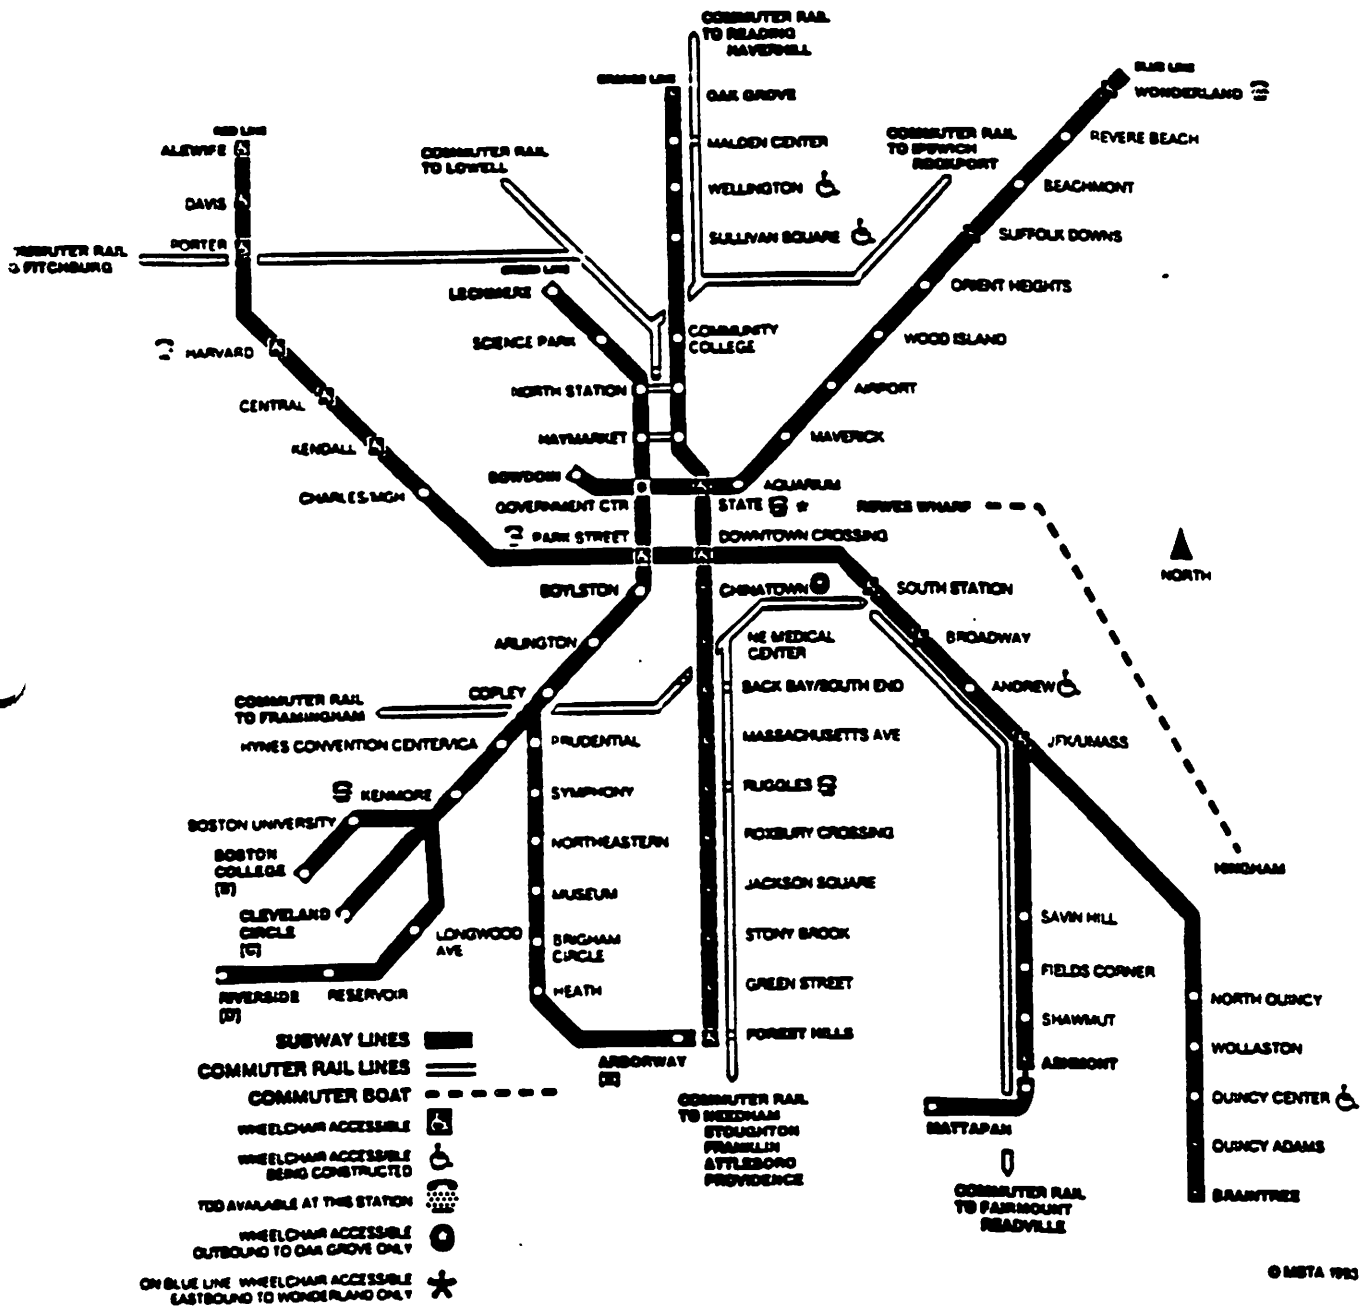 COMMUTER RAIL
TO READING
HAVERHILL
ORANGE LINE
OAK GROVE
MALDEN CENTER
WELLINGTON
SULLIVAN SQUARE
COMMUNITY
COLLEGE
BLUE LINE
WONDERLAND
REVERE BEACH
BEACHMONT
SUFFOLK DOWNS
ORIENT HEIGHTS
WOOD ISLAND
AIRPORT
MAVERICK
AQUARIUM
COMMUTER RAIL
TO IPSWICH
ROCKPORT
RED LINE
ALEWIFE
DAVIS
PORTER
COMMUTER RAIL
TO LOWELL
COMMUTER RAIL
FITCHBURG
GREEN LINE
LECHMERE
SCIENCE PARK
NORTH STATION
HAYMARKET
BOWDOIN
GOVERNMENT CTR
STATE *
PARK STREET
DOWNTOWN CROSSING
HARVARD
CENTRAL
KENDALL
CHARLES/MGH
ROWES WHARF
NORTH
BOYLSTON
CHINATOWN
SOUTH STATION
ARLINGTON
NE MEDICAL
CENTER
BROADWAY
COPLEY
BACK BAY/SOUTH END
ANDREW
COMMUTER RAIL
TO FRAMINGHAM
HYNES CONVENTION CENTER/ICA
PRUDENTIAL
MASSACHUSETTS AVE
JFK/UMASS
KENMORE
SYMPHONY
RUGGLES
BOSTON UNIVERSITY
NORTHEASTERN
ROXBURY CROSSING
BOSTON
COLLEGE
[B]
MUSEUM
JACKSON SQUARE
HINGHAM
CLEVELAND
CIRCLE
[C]
LONGWOOD
AVE
BRIGHAM
CIRCLE
STONY BROOK
SAVIN HILL
FIELDS CORNER
RIVERSIDE
[D]
RESERVOIR
HEATH
GREEN STREET
NORTH QUINCY
SHAWMUT
FOREST HILLS
WOLLASTON
ARBORWAY
[E]
ASHMONT
QUINCY CENTER
MATTAPAN
QUINCY ADAMS
BRAINTREE
COMMUTER RAIL
TO NEEDHAM
STOUGHTON
FRANKLIN
ATTLEBORO
PROVIDENCE
COMMUTER RAIL
TO FAIRMOUNT
READVILLE
SUBWAY LINES
COMMUTER RAIL LINES
COMMUTER BOAT
WHEELCHAIR ACCESSIBLE
WHEELCHAIR ACCESSIBLE
BEING CONSTRUCTED
TDD AVAILABLE AT THIS STATION
WHEELCHAIR ACCESSIBLE
OUTBOUND TO OAK GROVE ONLY
ON BLUE LINE WHEELCHAIR ACCESSIBLE
EASTBOUND TO WONDERLAND ONLY
© MBTA 1993